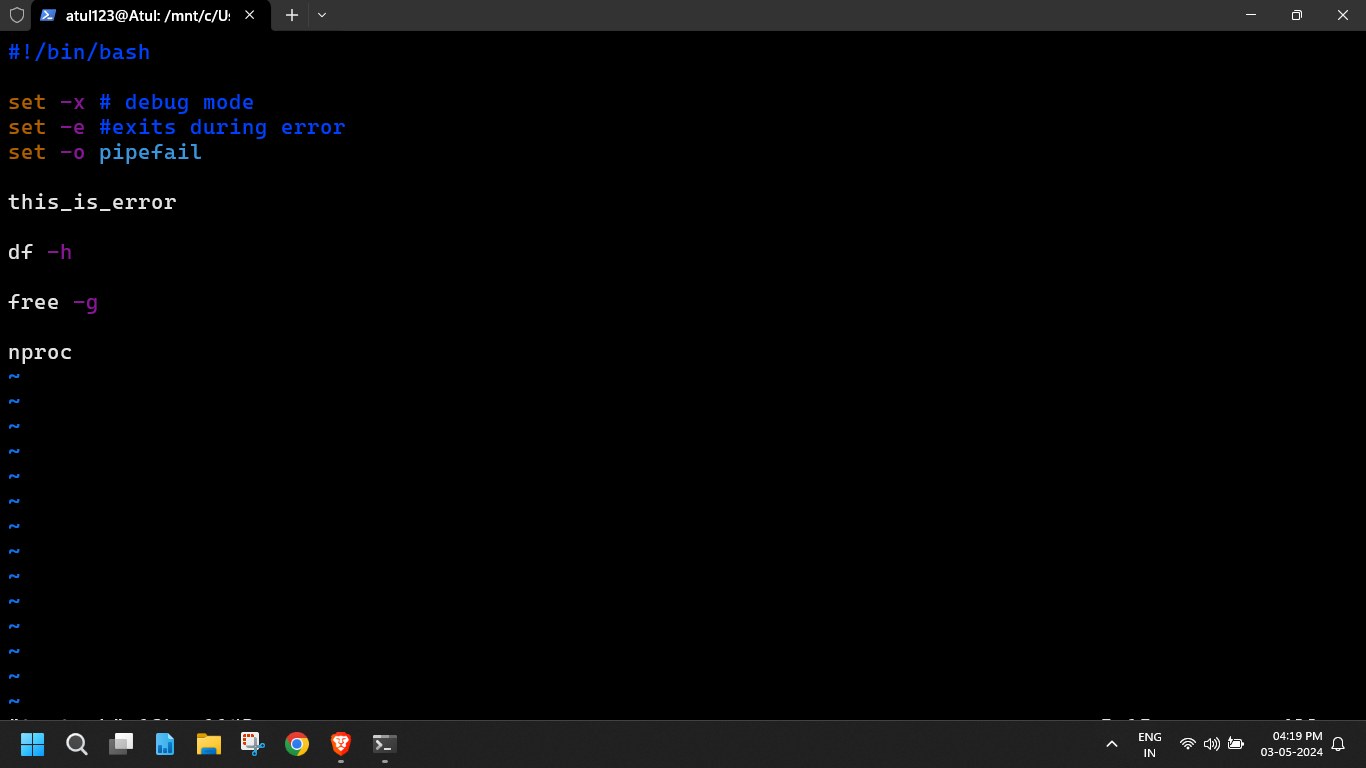 atul123@Atul: /mnt/c/Us
#!/bin/bash
set -x # debug mode
set -e #exits during error
set -o pipefail
this_is_error
df -h
free -g
nproc
~
~
~
~
~
~
~
~
~
~
~
~
~
~
ENG
IN
04:19 PM
03-05-2024